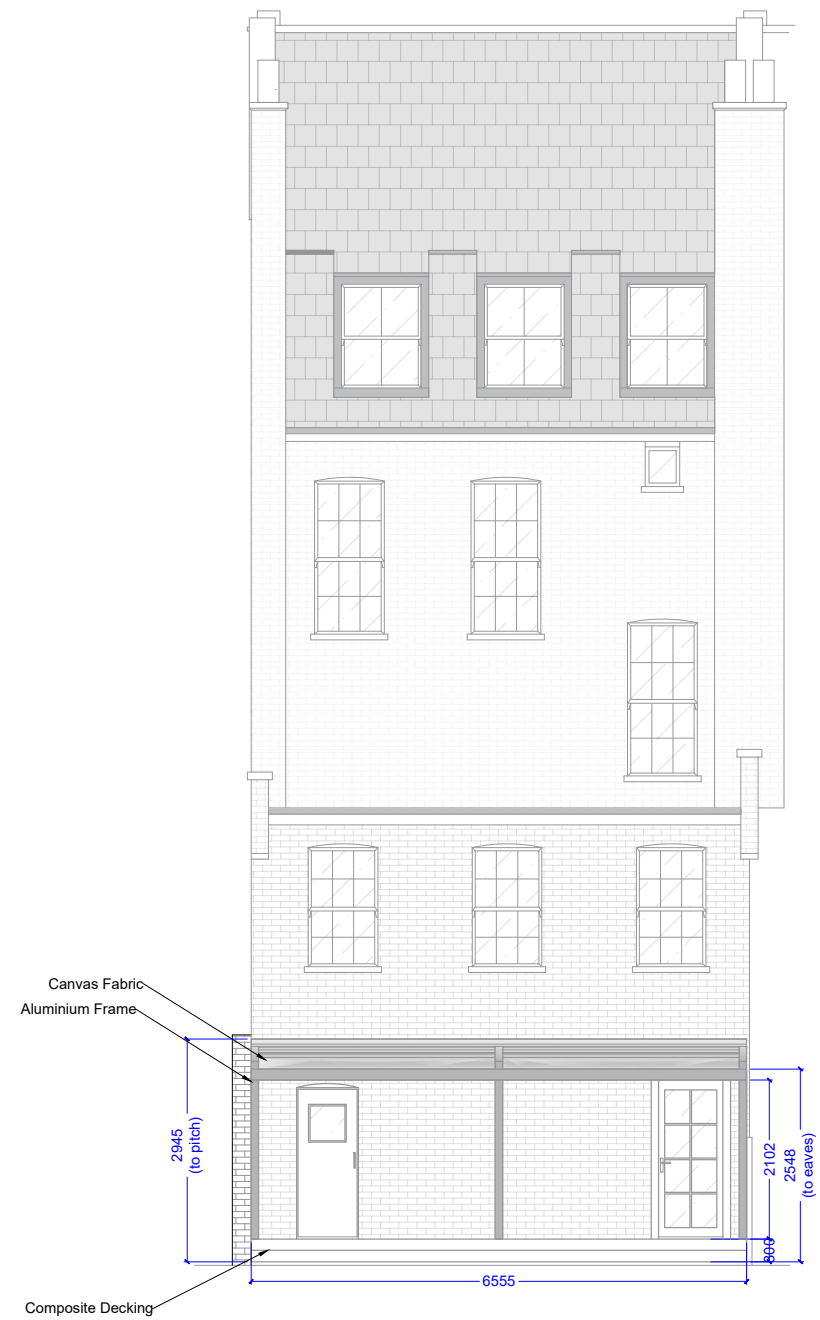 Canvas Fabric
Aluminium Frame
2945
(to pitch)
2102
2548
(to eaves)
300
6555
Composite Decking